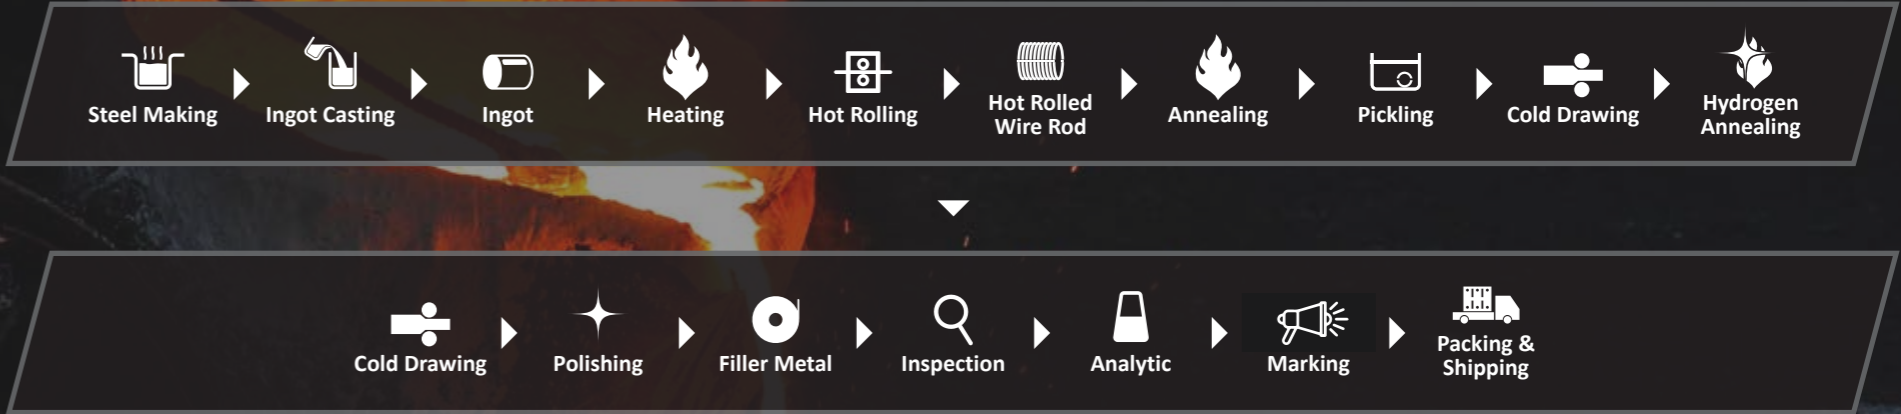 Steel Making
Ingot Casting
Ingot
Heating
Hot Rolling
Hot Rolled
Wire Rod
Annealing
Pickling
Cold Drawing
Hydrogen
Annealing
Cold Drawing
Polishing
Filler Metal
Inspection
Analytic
Marking
Packing &
Shipping